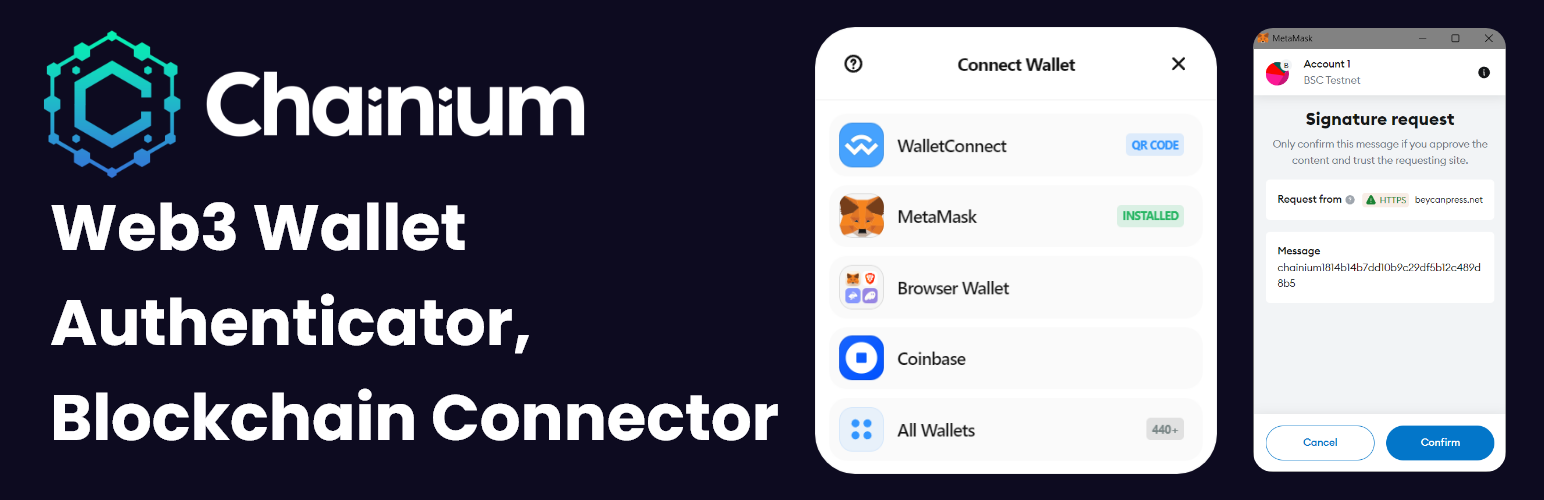 Chainium
Web3 Wallet
Authenticator,
Blockchain Connector
Connect Wallet
WalletConnect
QR CODE
MetaMask
INSTALLED
Browser Wallet
Coinbase
All Wallets
440+
MetaMask
Account 1
B
BSC Testnet
Signature request
Only confirm this message if you approve the
content and trust the requesting site.
Request from HTTPS beycanpress.net
Message
chainium1814b14b7dd10b9c29df5b12c489d
8b5
Cancel
Confirm